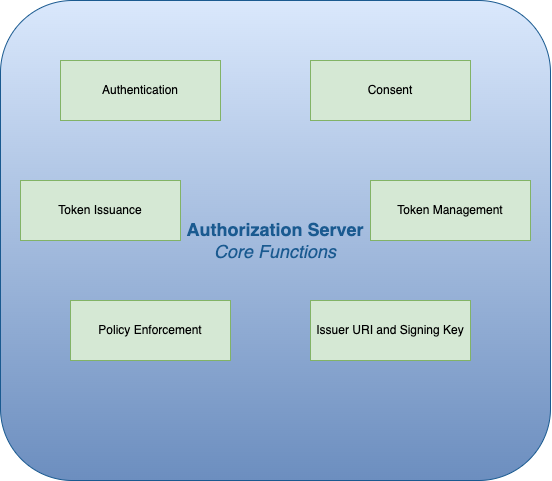 Authentication
Consent
Token Issuance
Token Management
Authorization Server
Core Functions
Policy Enforcement
Issuer URI and Signing Key